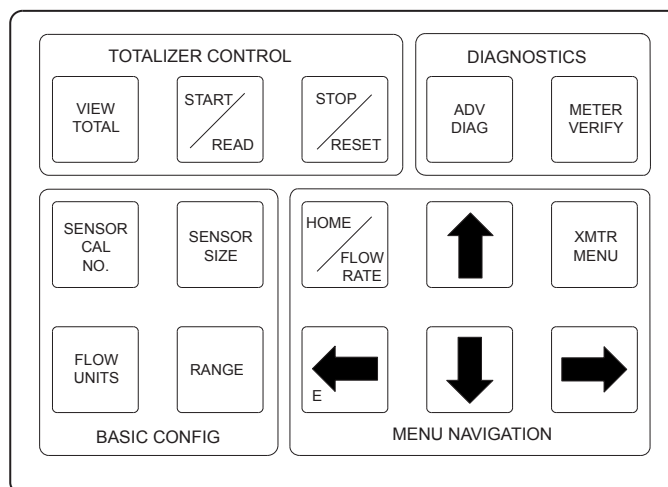 TOTALIZER CONTROL
VIEW
TOTAL
START
READ
STOP
RESET
DIAGNOSTICS
ADV
DIAG
METER
VERIFY
SENSOR
CAL
NO.
SENSOR
SIZE
FLOW
UNITS
RANGE
BASIC CONFIG
HOME
FLOW
RATE
XMTR
MENU
E
MENU NAVIGATION